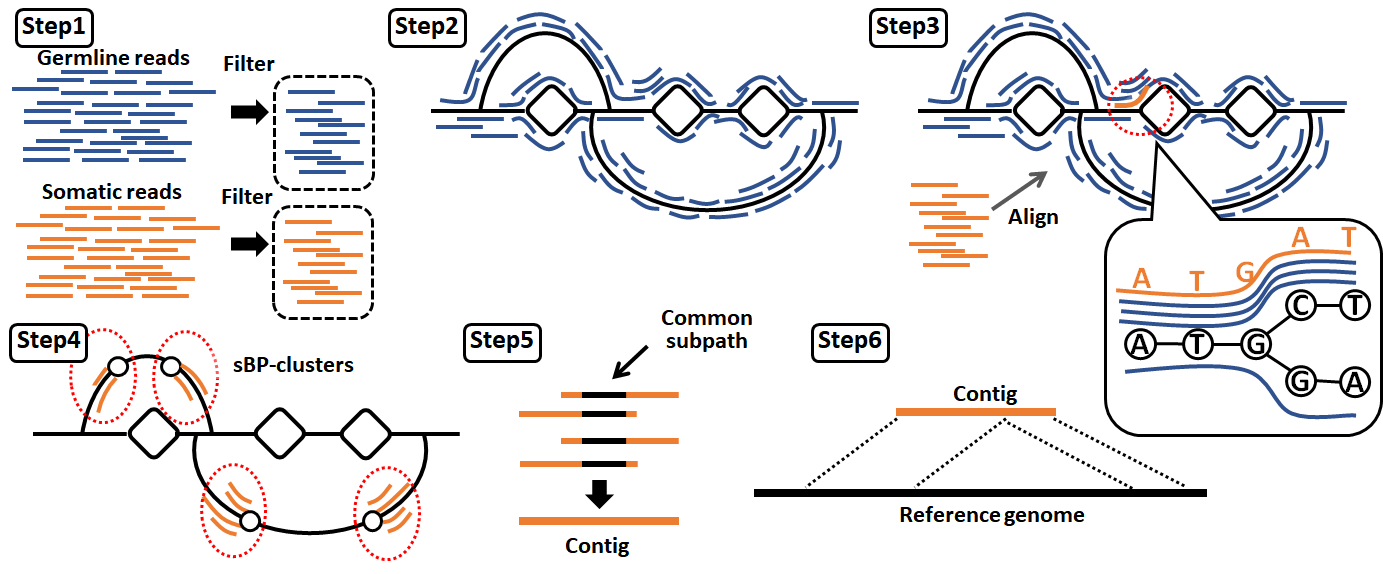 Step1
Germline reads
Filter
Somatic reads
Filter
Step2
Step3
Align
A T G A T
A T G C T
G A
Step4
sBP-clusters
Step5
Common
subpath
Contig
Step6
Contig
Reference genome